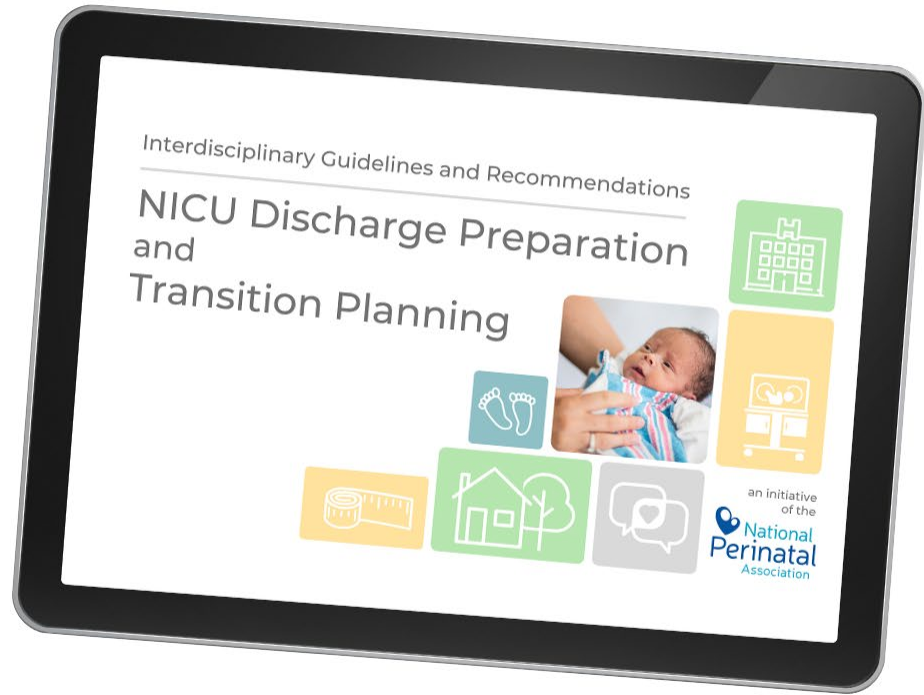 Interdisciplinary Guidelines and Recommendations
NICU Discharge Preparation
and
Transition Planning
H
an initiative
of the
National
Perinatal
Association